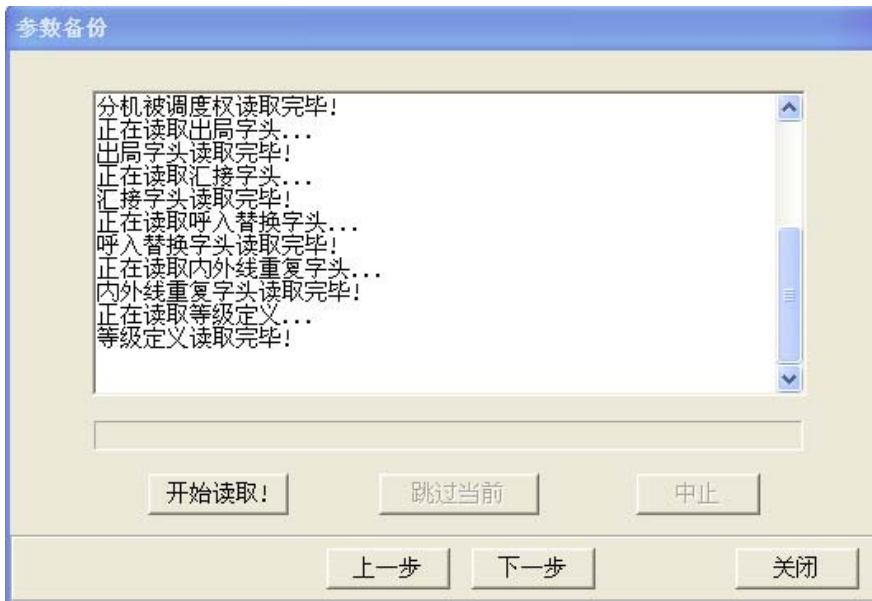 参数备份
分机被调度权读取完毕!
正在读取出局字头...
出局字头读取完毕!
正在读取汇接字头...
汇接字头读取完毕!
正在读取呼入替换字头...
呼入替换字头读取完毕!
正在读取内外线重复字头...
内外线重复字头读取完毕!
正在读取等级定义...
等级定义读取完毕!
开始读取! 跳过当前 中止
上一步 下一步 关闭